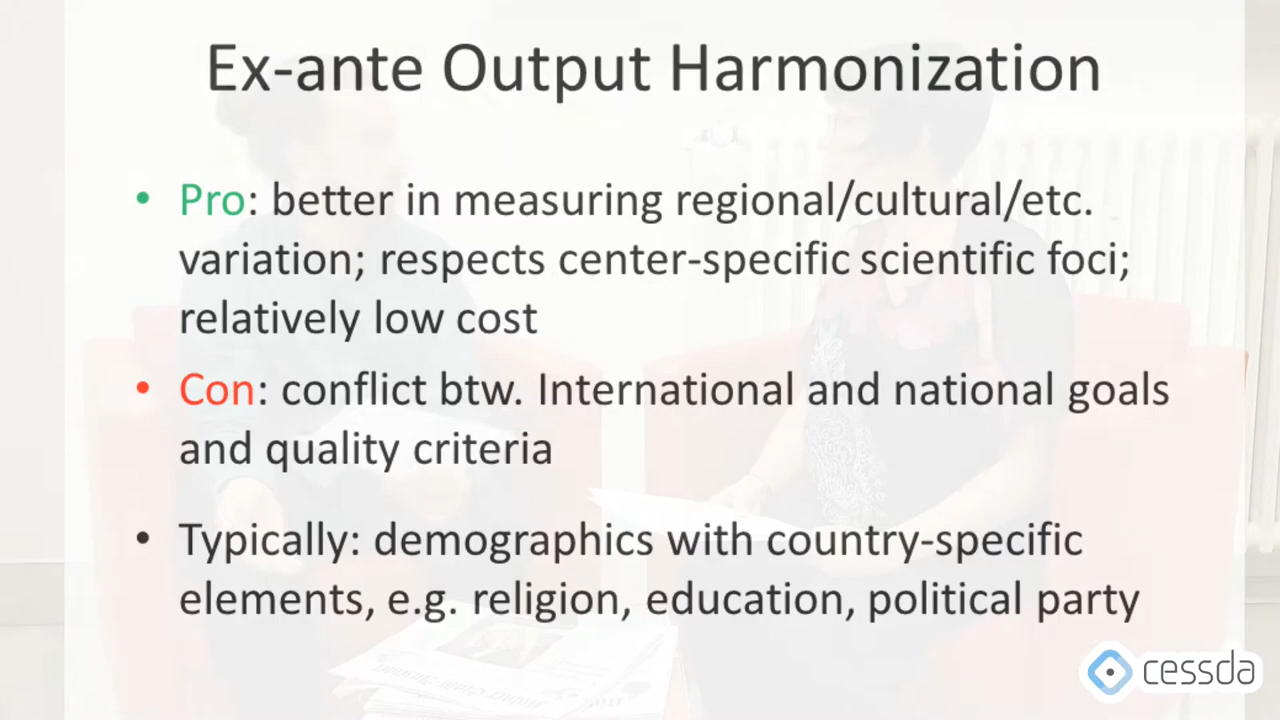 Ex-ante Output Harmonization
• Pro: better in measuring regional/cultural/etc.
variation; respects center-specific scientific foci;
relatively low cost
• Con: conflict btw. International and national goals
and quality criteria
• Typically: demographics with country-specific
elements, e.g. religion, education, political party
cessda